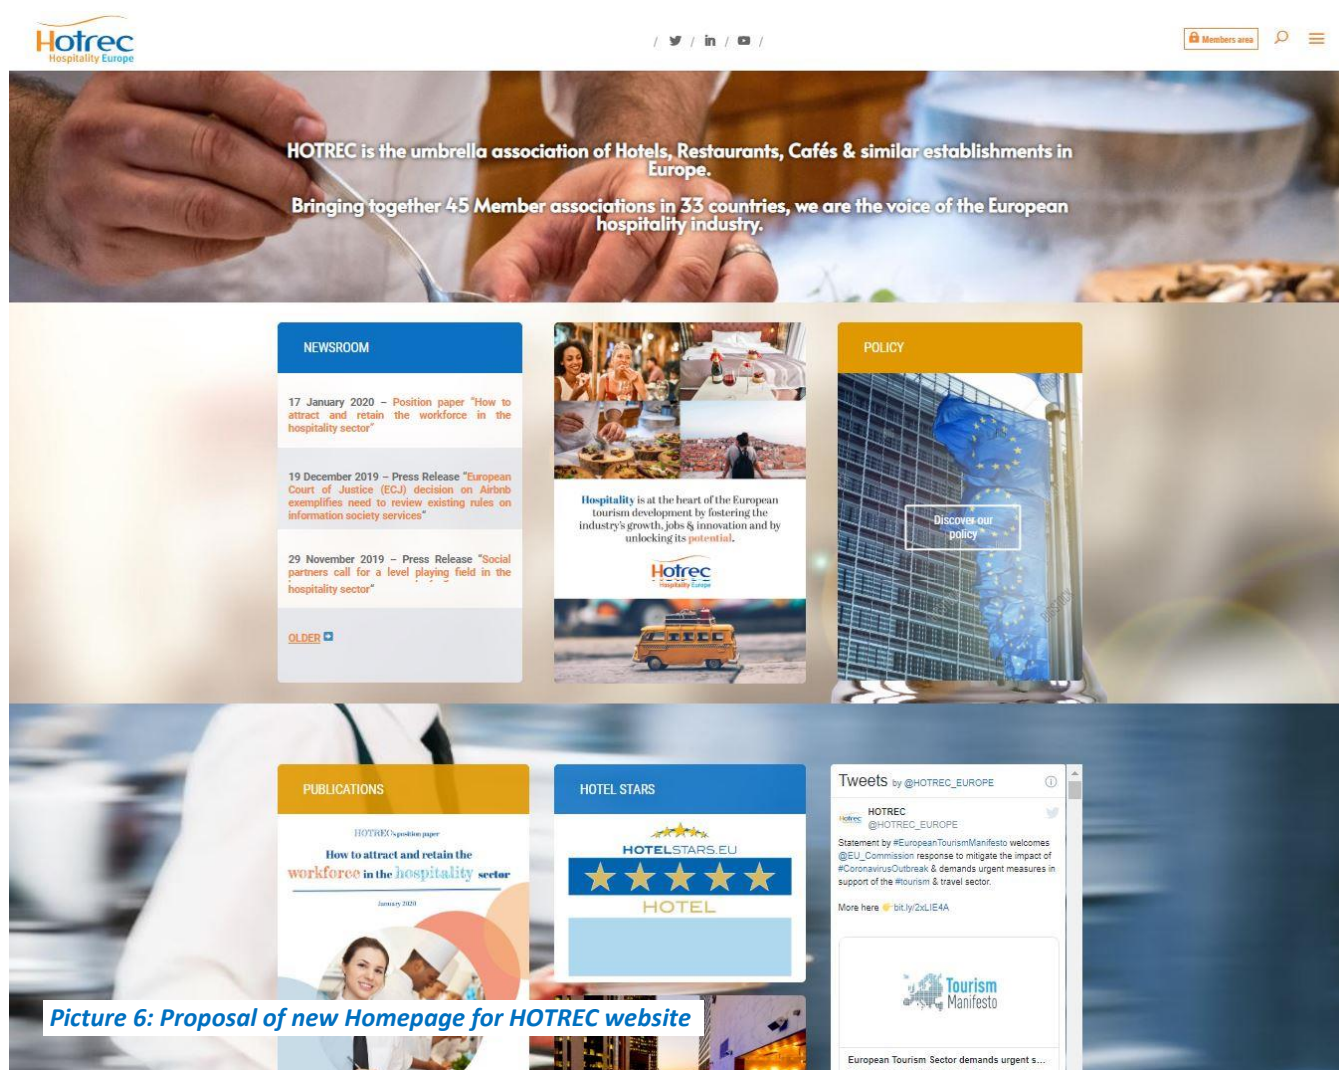 Hotrec
Hospitality Europe
/ / in / /
Members area
HOTREC is the umbrella association of Hotels, Restaurants, Cafés & similar establishments in
Europe.
Bringing together 45 Member associations in 33 countries, we are the voice of the European
hospitality industry.
NEWSROOM
17 January 2020 – Position paper "How to
attract and retain the workforce in the
hospitality sector"
19 December 2019 – Press Release "European
Court of Justice (ECJ) decision on Airbnb
exemplifies need to review existing rules on
information society services"
29 November 2019 – Press Release "Social
partners call for a level playing field in the
hospitality sector"
OLDER
Hospitality is at the heart of the European
tourism development by fostering the
industry's growth, jobs & innovation and by
unlocking its potential.
Hotrec
Hospitality Europe
POLICY
Discover our
policy
PUBLICATIONS
HOTREC's position paper
How to attract and retain the
workforce in the hospitality sector
January 2020
HOTEL STARS
HOTELSTARS.EU
HOTEL
Tweets by @HOTREC_EUROPE
Hotrec
HOTREC
@HOTREC_EUROPE
Statement by #EuropeanTourismManifesto welcomes
@EU_Commission response to mitigate the impact of
#CoronavirusOutbreak & demands urgent measures in
support of the #tourism & travel sector.
More here 👉 bit.ly/2xLIE4A
Tourism
Manifesto
European Tourism Sector demands urgent s...
Picture 6: Proposal of new Homepage for HOTREC website